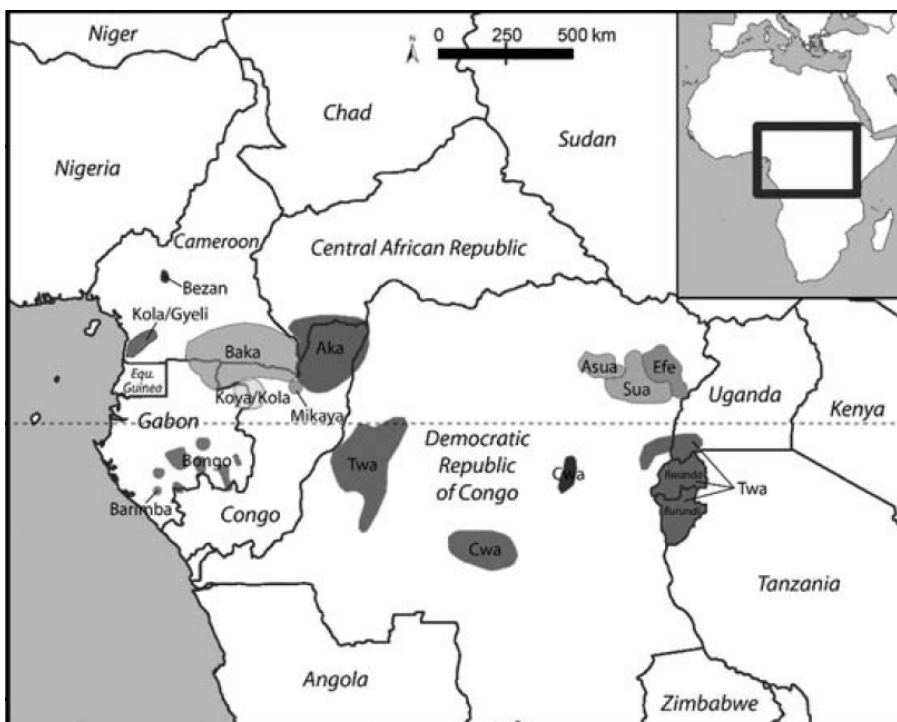 Niger
N
0 250 500 km
Chad
Sudan
Nigeria
Cameroon
Central African Republic
Bezan
Kola/Gyeli
Baka
Aka
Asua
Efe
Sua
Equ.
Guinea
Koya/Kola
Mikaya
Uganda
Kenya
Gabon
Democratic
Republic
of Congo
Bongo
Twa
Cwa
Rwanda
Twa
Barimba
Congo
Burundi
Cwa
Tanzania
Angola
Zimbabwe